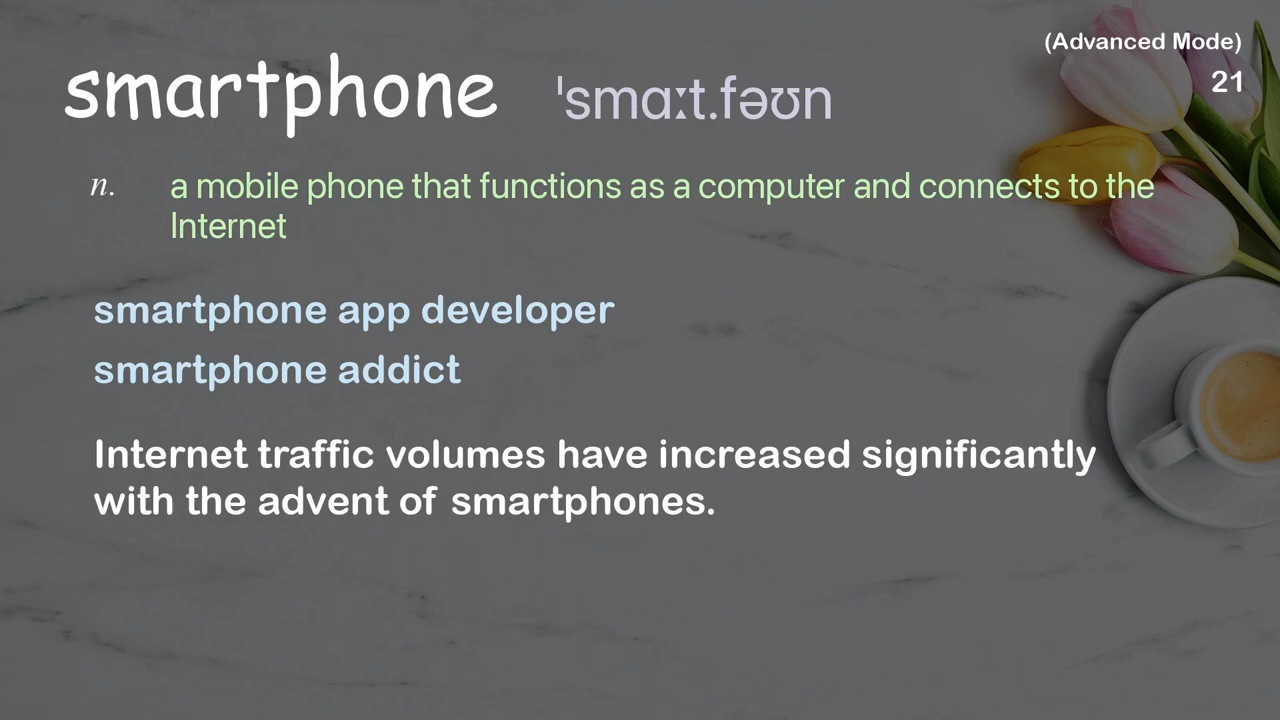 (Advanced Mode)
smartphone ˈsmɑːt.fəʊn
21
n. a mobile phone that functions as a computer and connects to the
Internet
smartphone app developer
smartphone addict
Internet traffic volumes have increased significantly
with the advent of smartphones.